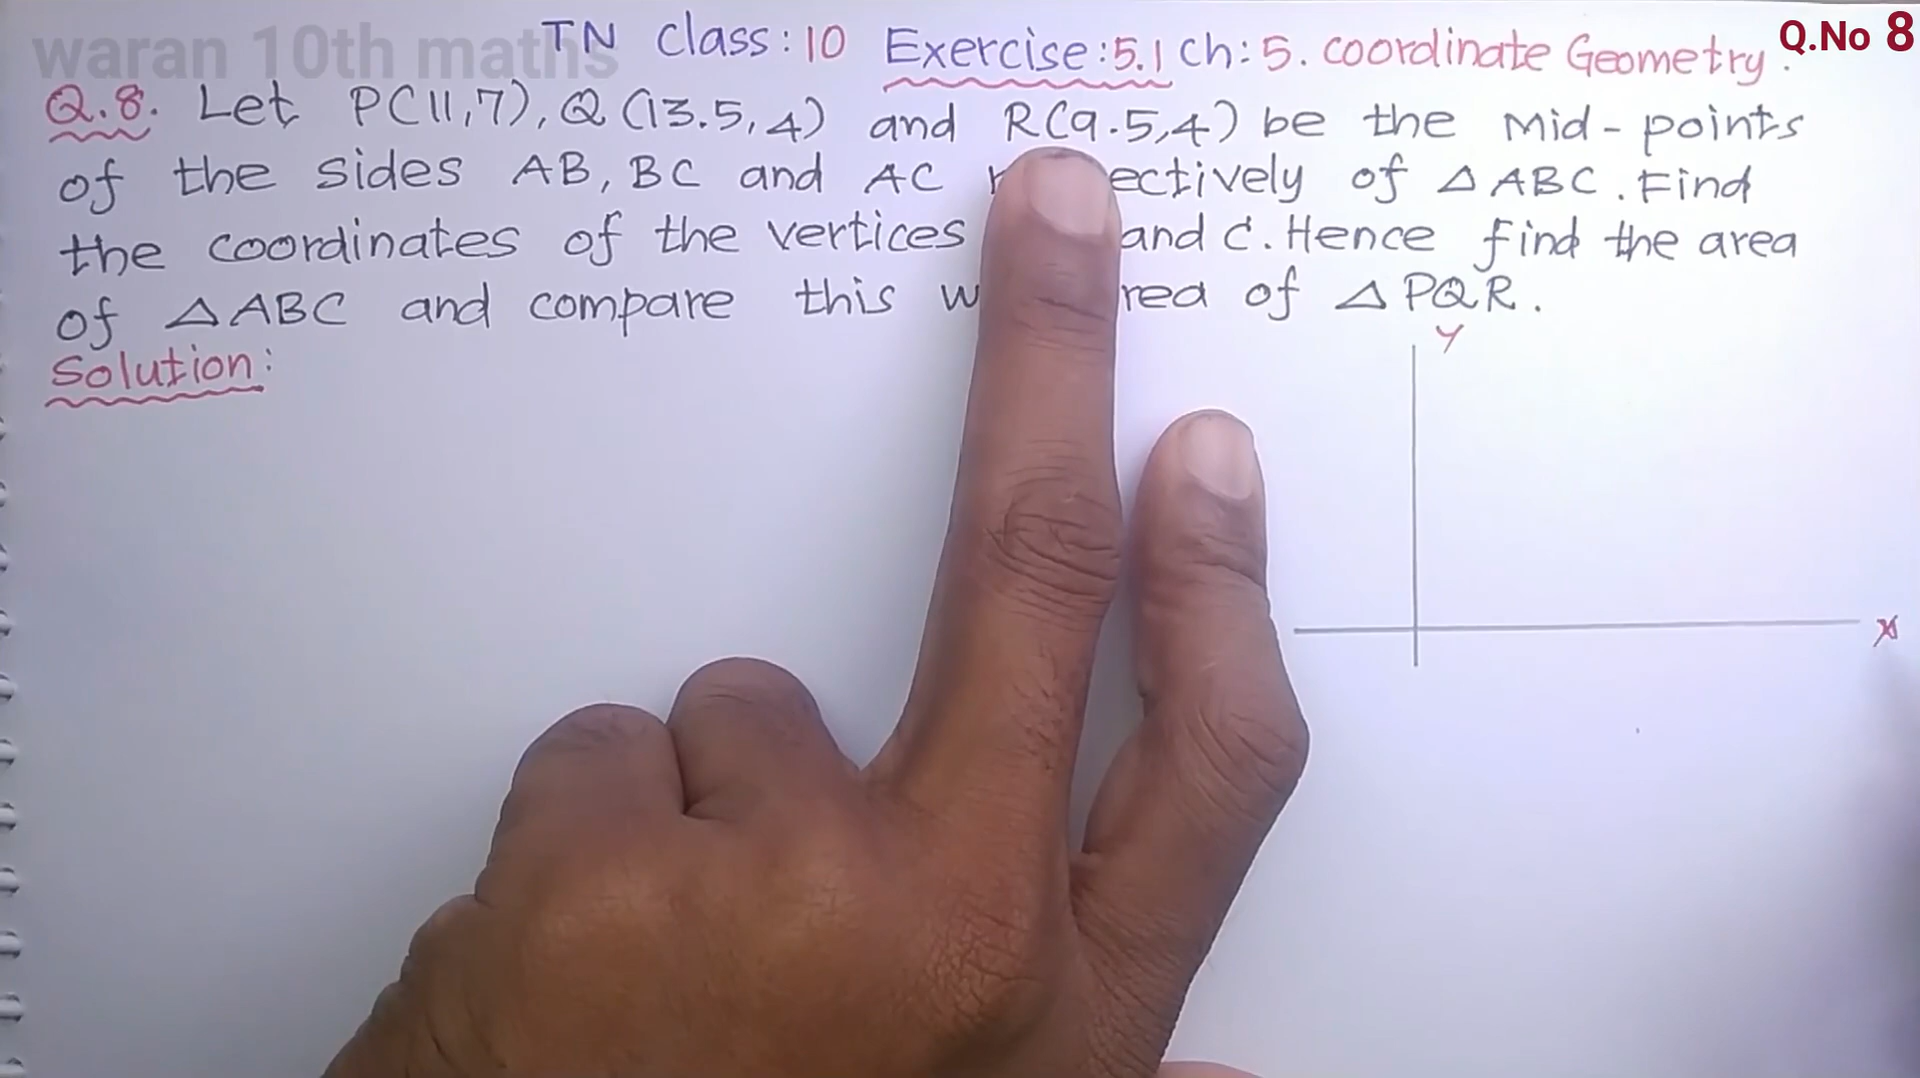 waran 10th maths
TN Class:10 Exercise:5.1 Ch:5. coordinate Geometry.
Q.No 8
Q.8. Let P(11,7), Q(13.5,4) and R(9.5,4) be the Mid-points
of the sides AB, BC and AC ectively of △ABC. Find
the coordinates of the vertices and C. Hence find the area
of △ABC and compare this w rea of △PQR.
Solution:
Y
X